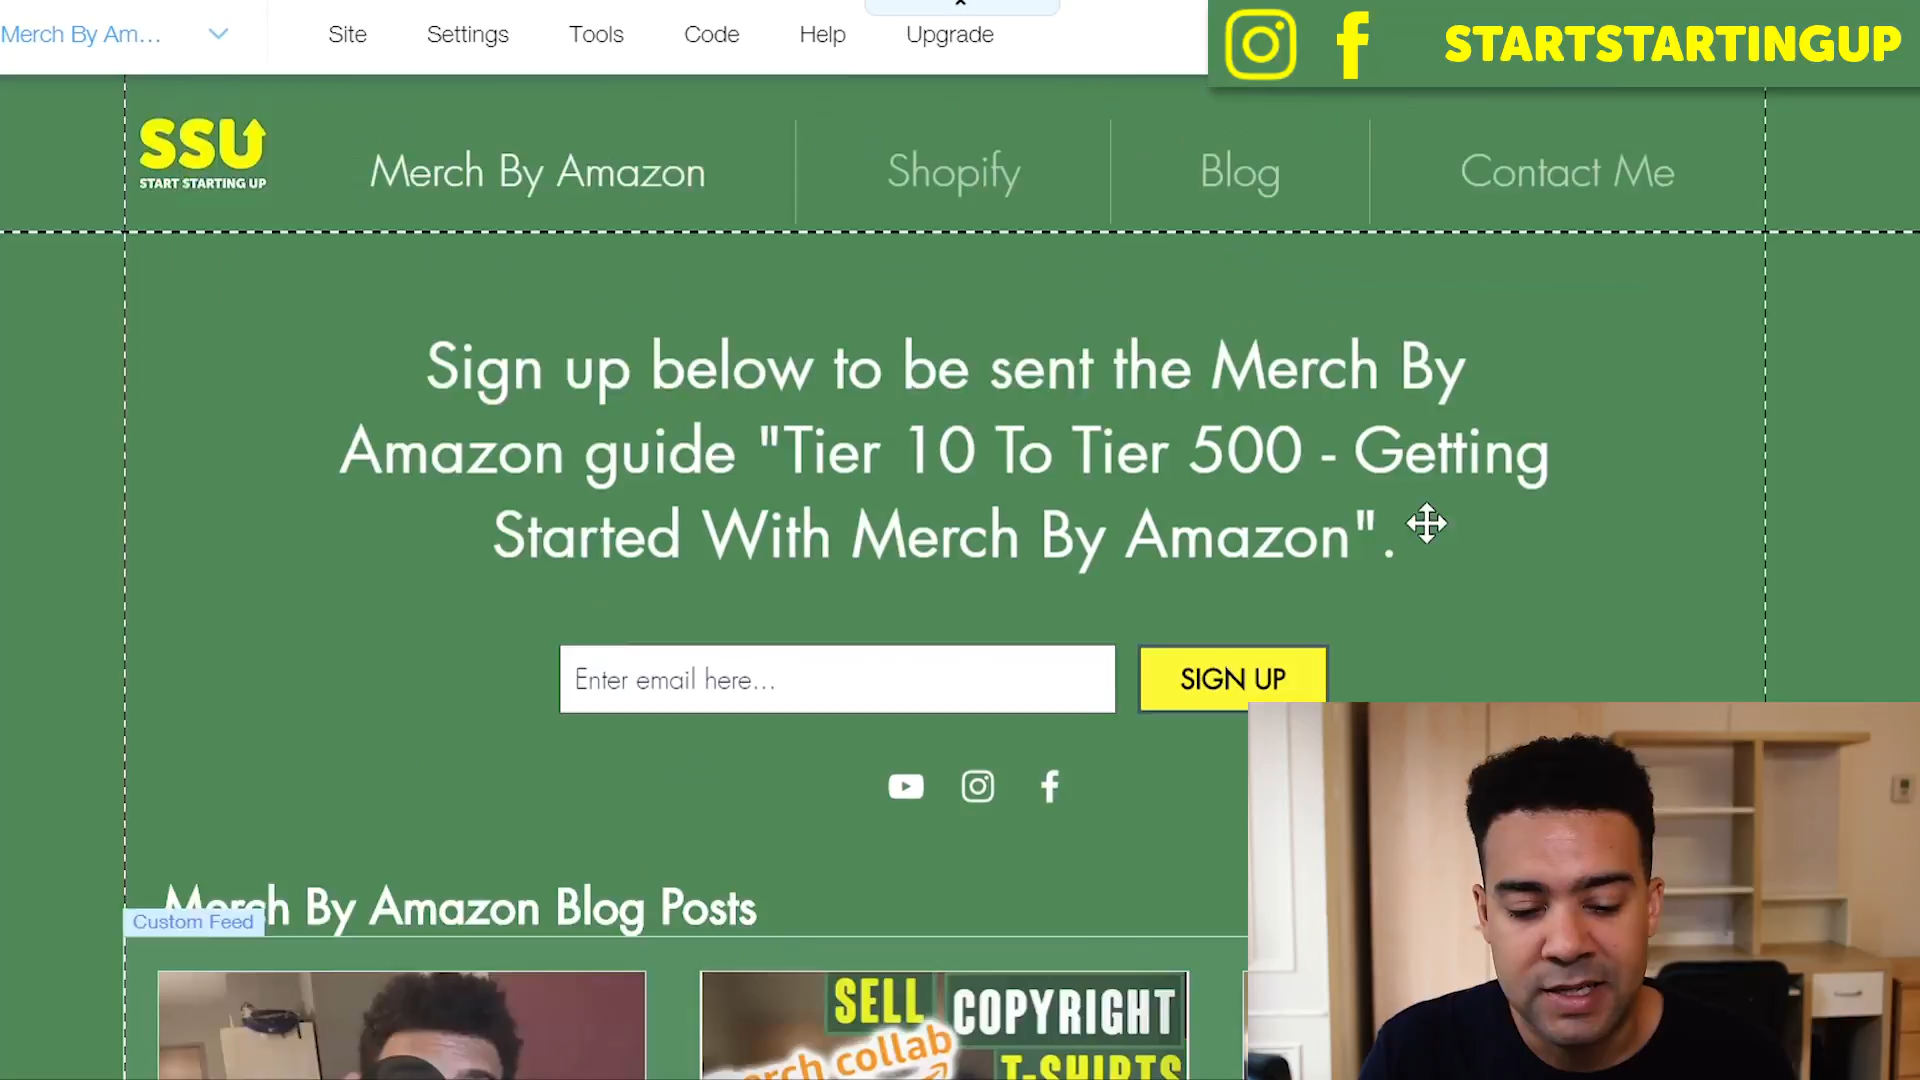 Merch By Am...
Site
Settings
Tools
Code
Help
Upgrade
STARTSTARTINGUP
SSU
START STARTING UP
Merch By Amazon
Shopify
Blog
Contact Me
Sign up below to be sent the Merch By
Amazon guide "Tier 10 To Tier 500 - Getting
Started With Merch By Amazon".
Enter email here...
SIGN UP
Merch By Amazon Blog Posts
Custom Feed
SELL
COPYRIGHT
collab
T-SHIRTS